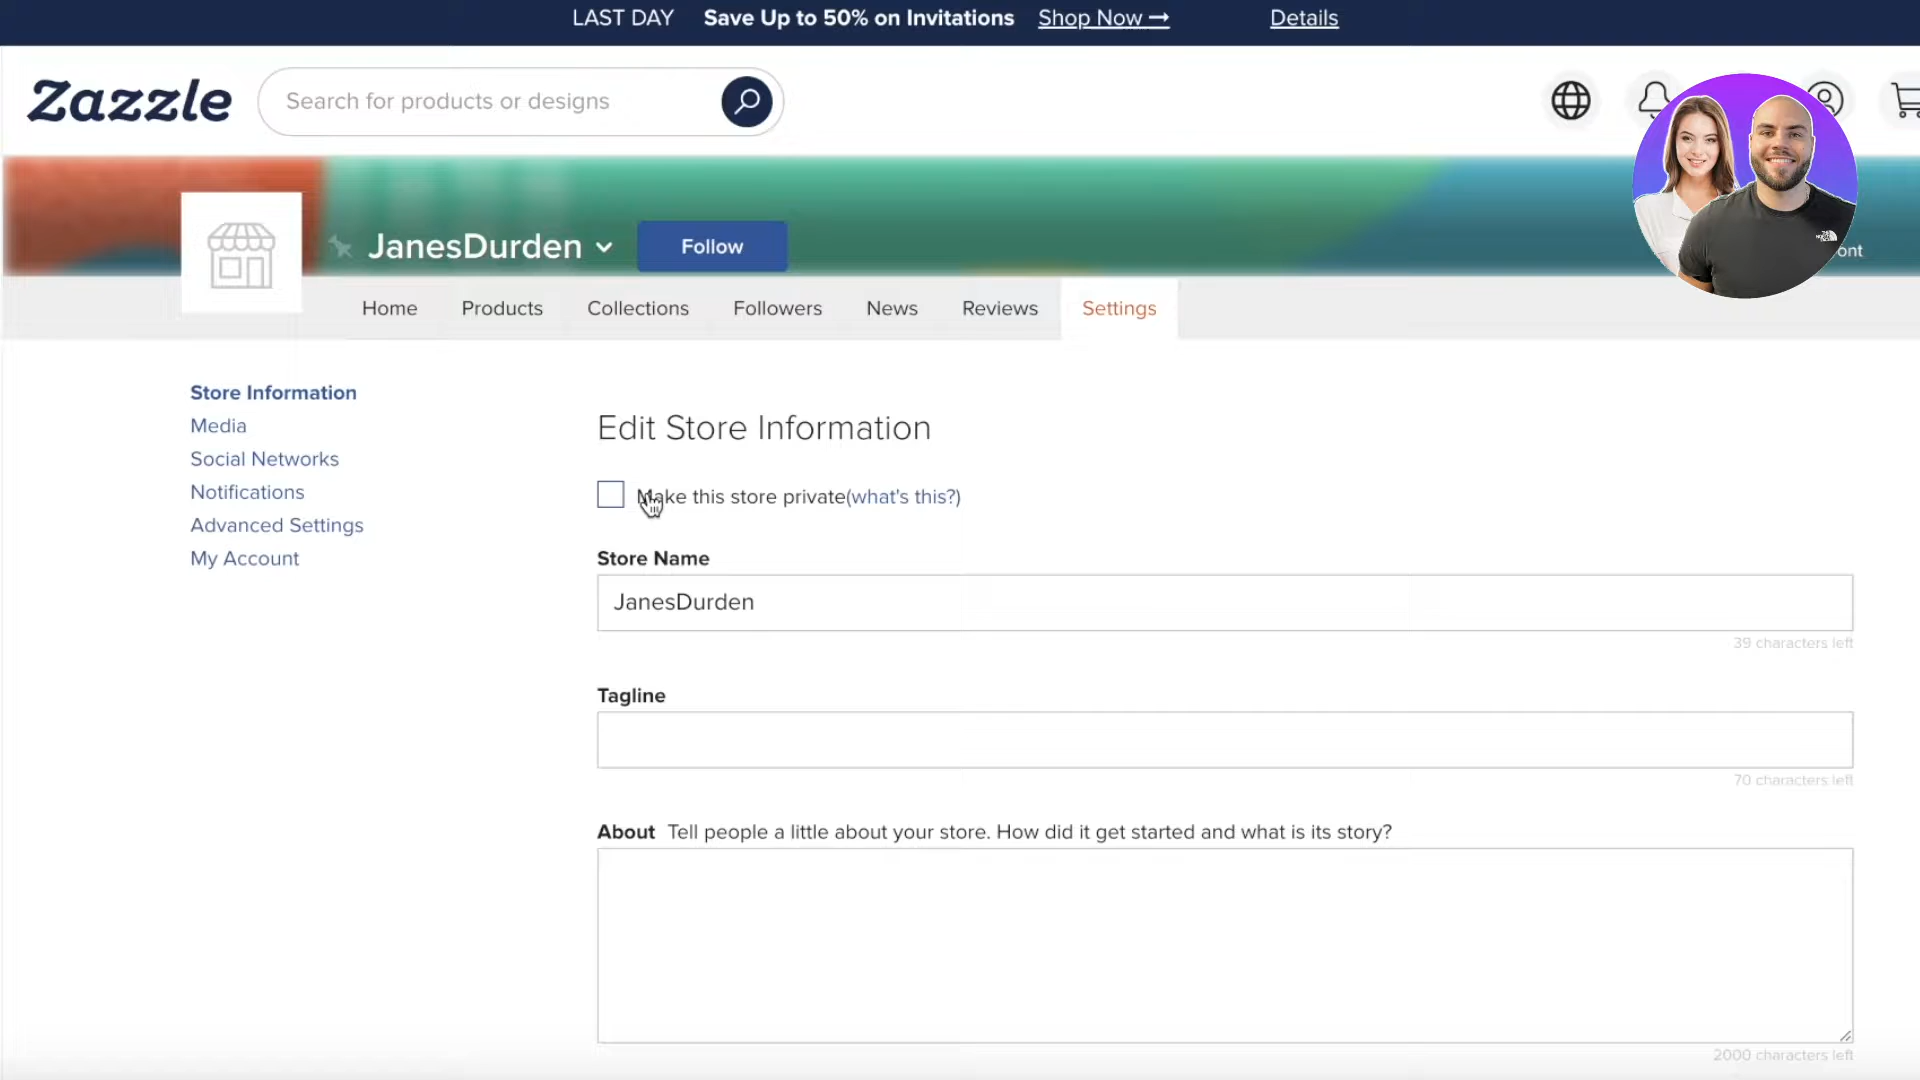 LAST DAY Save Up to 50% on Invitations Shop Now → Details
Zazzle
Search for products or designs
JanesDurden
Follow
ont
Home Products Collections Followers News Reviews Settings
Store Information
Media
Social Networks
Notifications
Advanced Settings
My Account
Edit Store Information
Make this store private(what's this?)
Store Name
JanesDurden
39 characters left
Tagline
70 characters left
About Tell people a little about your store. How did it get started and what is its story?
2000 characters left